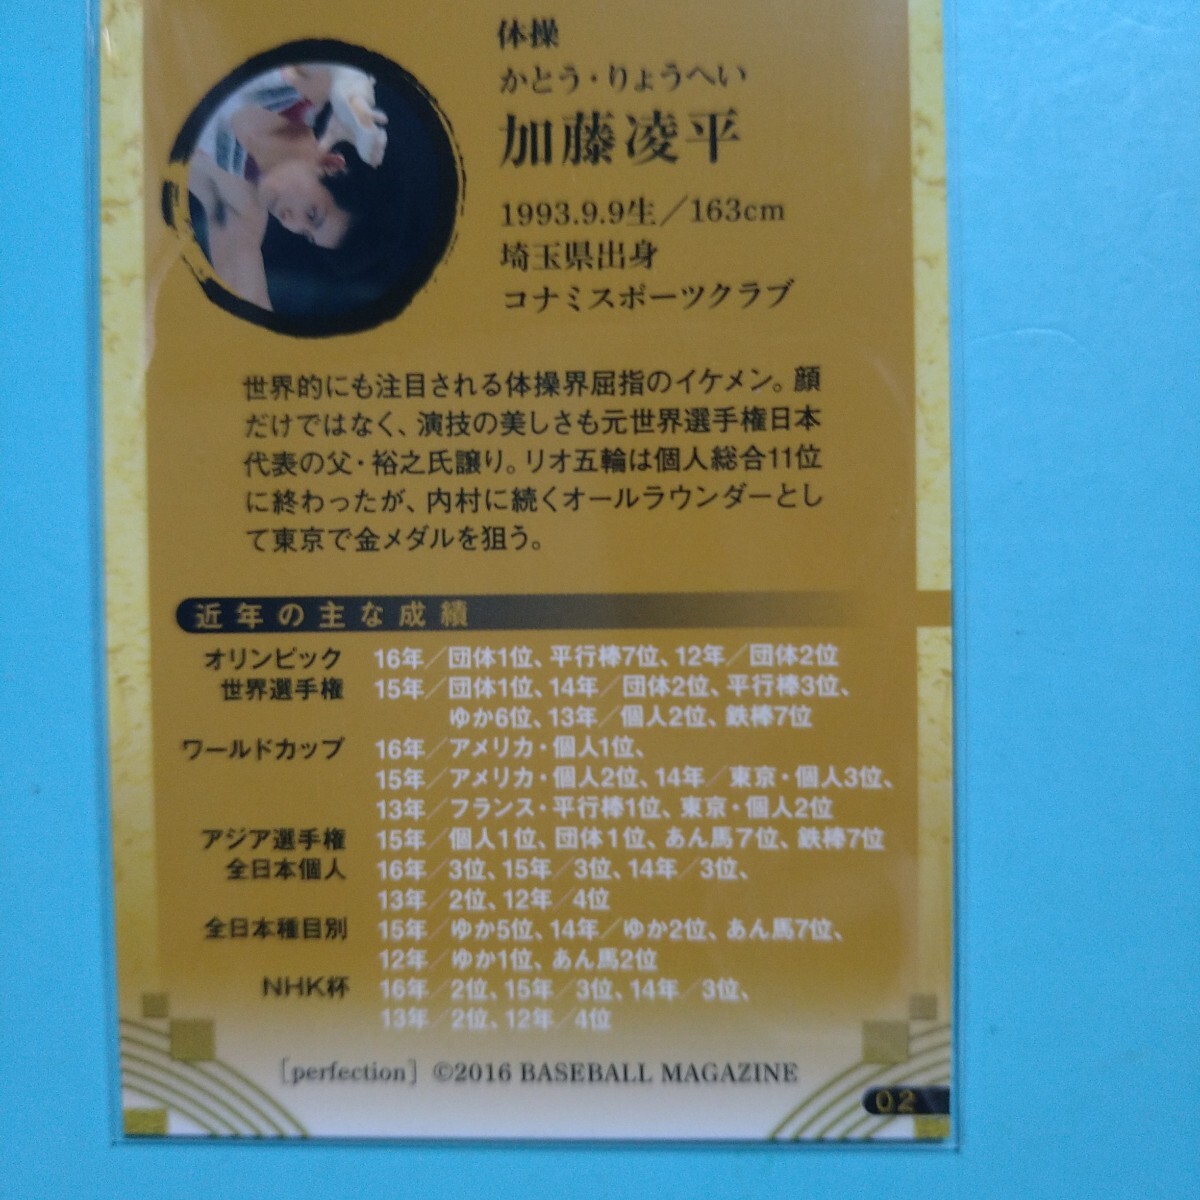 体操
かとう・りょうへい
加藤凌平
1993.9.9生／163cm
埼玉県出身
コナミスポーツクラブ
世界的にも注目される体操界屈指のイケメン。顔
だけではなく、演技の美しさも元世界選手権日本
代表の父・裕之氏譲り。リオ五輪は個人総合11位
に終わったが、内村に続くオールラウンダーとし
て東京で金メダルを狙う。
近年の主な成績
オリンピック 16年／団体1位、平行棒7位、12年／団体2位
世界選手権 15年／団体1位、14年／団体2位、平行棒3位、
ゆか6位、13年／個人2位、鉄棒7位
ワールドカップ 16年／アメリカ・個人1位、
15年／アメリカ・個人2位、14年／東京・個人3位、
13年／フランス・平行棒1位、東京・個人2位
アジア選手権 15年／個人1位、団体1位、あん馬7位、鉄棒7位
全日本個人 16年／3位、15年／3位、14年／3位、
13年／2位、12年／4位
全日本種目別 15年／ゆか5位、14年／ゆか2位、あん馬7位、
12年／ゆか1位、あん馬2位
NHK杯 16年／2位、15年／3位、14年／3位、
13年／2位、12年／4位
［perfection］ ©2016 BASEBALL MAGAZINE
02